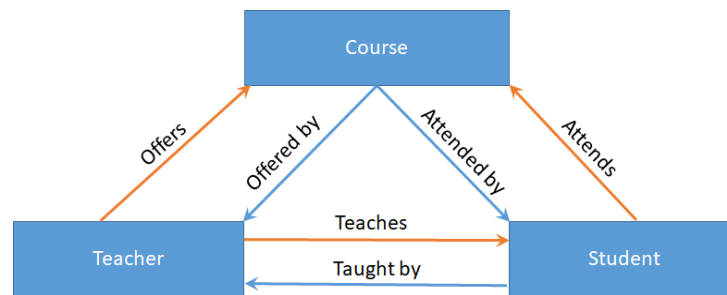 Course
Offers
Offered by
Attended by
Attends
Teaches
Teacher
Student
Taught by